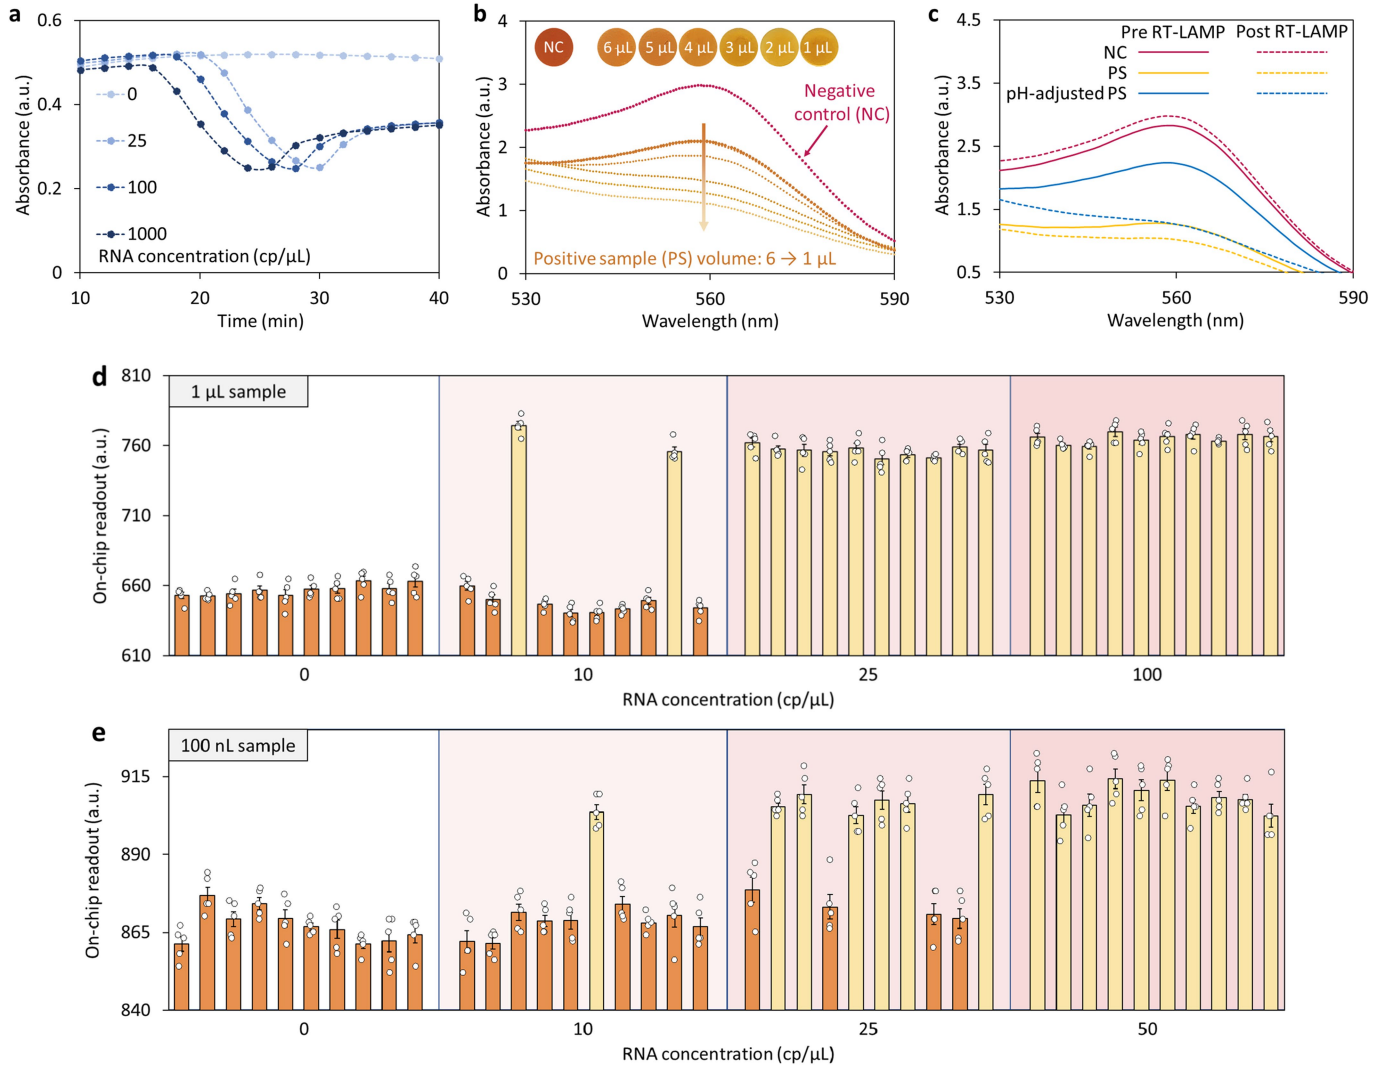 a
0.6
0.4
0.2
0
Absorbance (a.u.)
0
25
100
1000
RNA concentration (cp/µL)
10
20
30
40
Time (min)
b
4
3
2
1
0
Absorbance (a.u.)
NC
6 µL
5 µL
4 µL
3 µL
2 µL
1 µL
Negative
control (NC)
Positive sample (PS) volume: 6 → 1 µL
530
560
590
Wavelength (nm)
c
4.5
3.5
2.5
1.5
0.5
Absorbance (a.u.)
Pre RT-LAMP
Post RT-LAMP
NC
PS
pH-adjusted PS
530
560
590
Wavelength (nm)
d
810
760
710
660
610
On-chip readout (a.u.)
1 µL sample
0
10
25
100
RNA concentration (cp/µL)
e
915
890
865
840
On-chip readout (a.u.)
100 nL sample
0
10
25
50
RNA concentration (cp/µL)